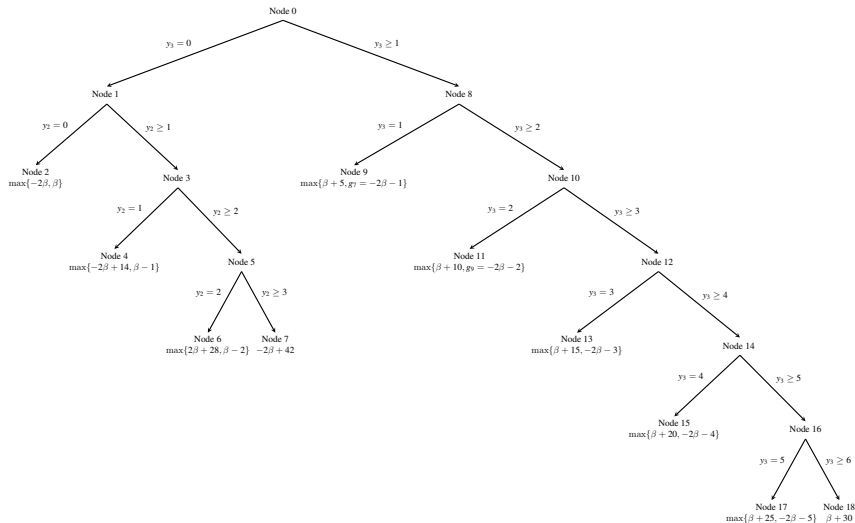 Node 0
y₃ = 0
y₃ ≥ 1
Node 1
Node 8
y₂ = 0
y₂ ≥ 1
y₃ = 1
y₃ ≥ 2
Node 2
max{−2β, β}
Node 3
Node 9
max{β + 5, g₇ = −2β − 1}
Node 10
y₂ = 1
y₂ ≥ 2
y₃ = 2
y₃ ≥ 3
Node 4
max{−2β + 14, β − 1}
Node 5
Node 11
max{β + 10, g₉ = −2β − 2}
Node 12
y₂ = 2
y₂ ≥ 3
y₃ = 3
y₃ ≥ 4
Node 6
max{2β + 28, β − 2}
Node 7
−2β + 42
Node 13
max{β + 15, −2β − 3}
Node 14
y₃ = 4
y₃ ≥ 5
Node 15
max{β + 20, −2β − 4}
Node 16
y₃ = 5
y₃ ≥ 6
Node 17
max{β + 25, −2β − 5}
Node 18
β + 30